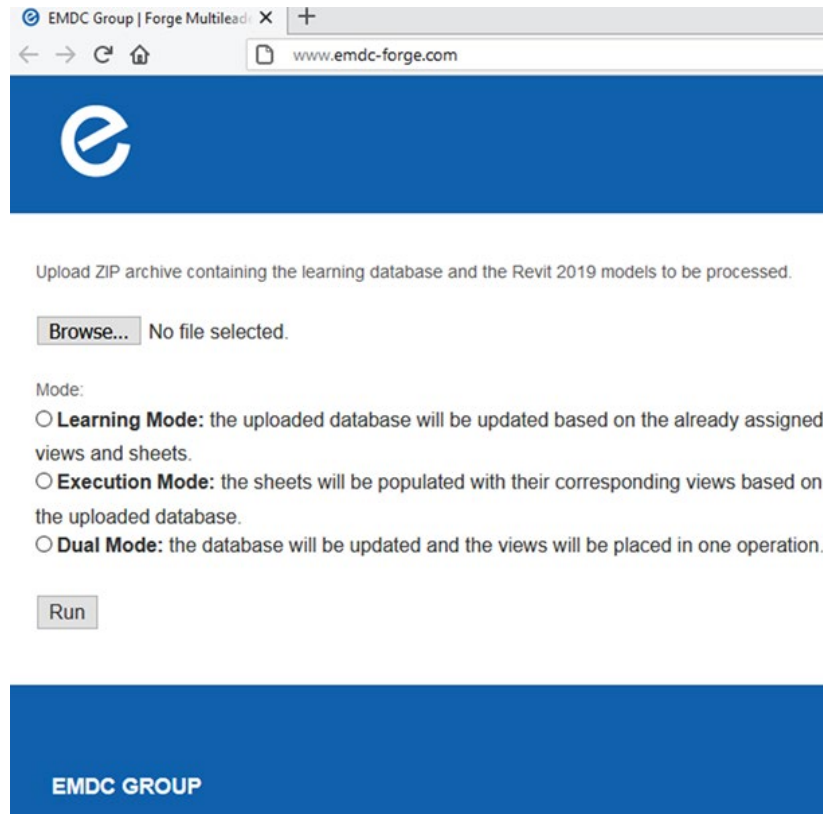 EMDC Group | Forge Multilead
www.emdc-forge.com
e
Upload ZIP archive containing the learning database and the Revit 2019 models to be processed.
Browse... No file selected.
Mode:
Learning Mode: the uploaded database will be updated based on the already assigned
views and sheets.
Execution Mode: the sheets will be populated with their corresponding views based on
the uploaded database.
Dual Mode: the database will be updated and the views will be placed in one operation.
Run
EMDC GROUP